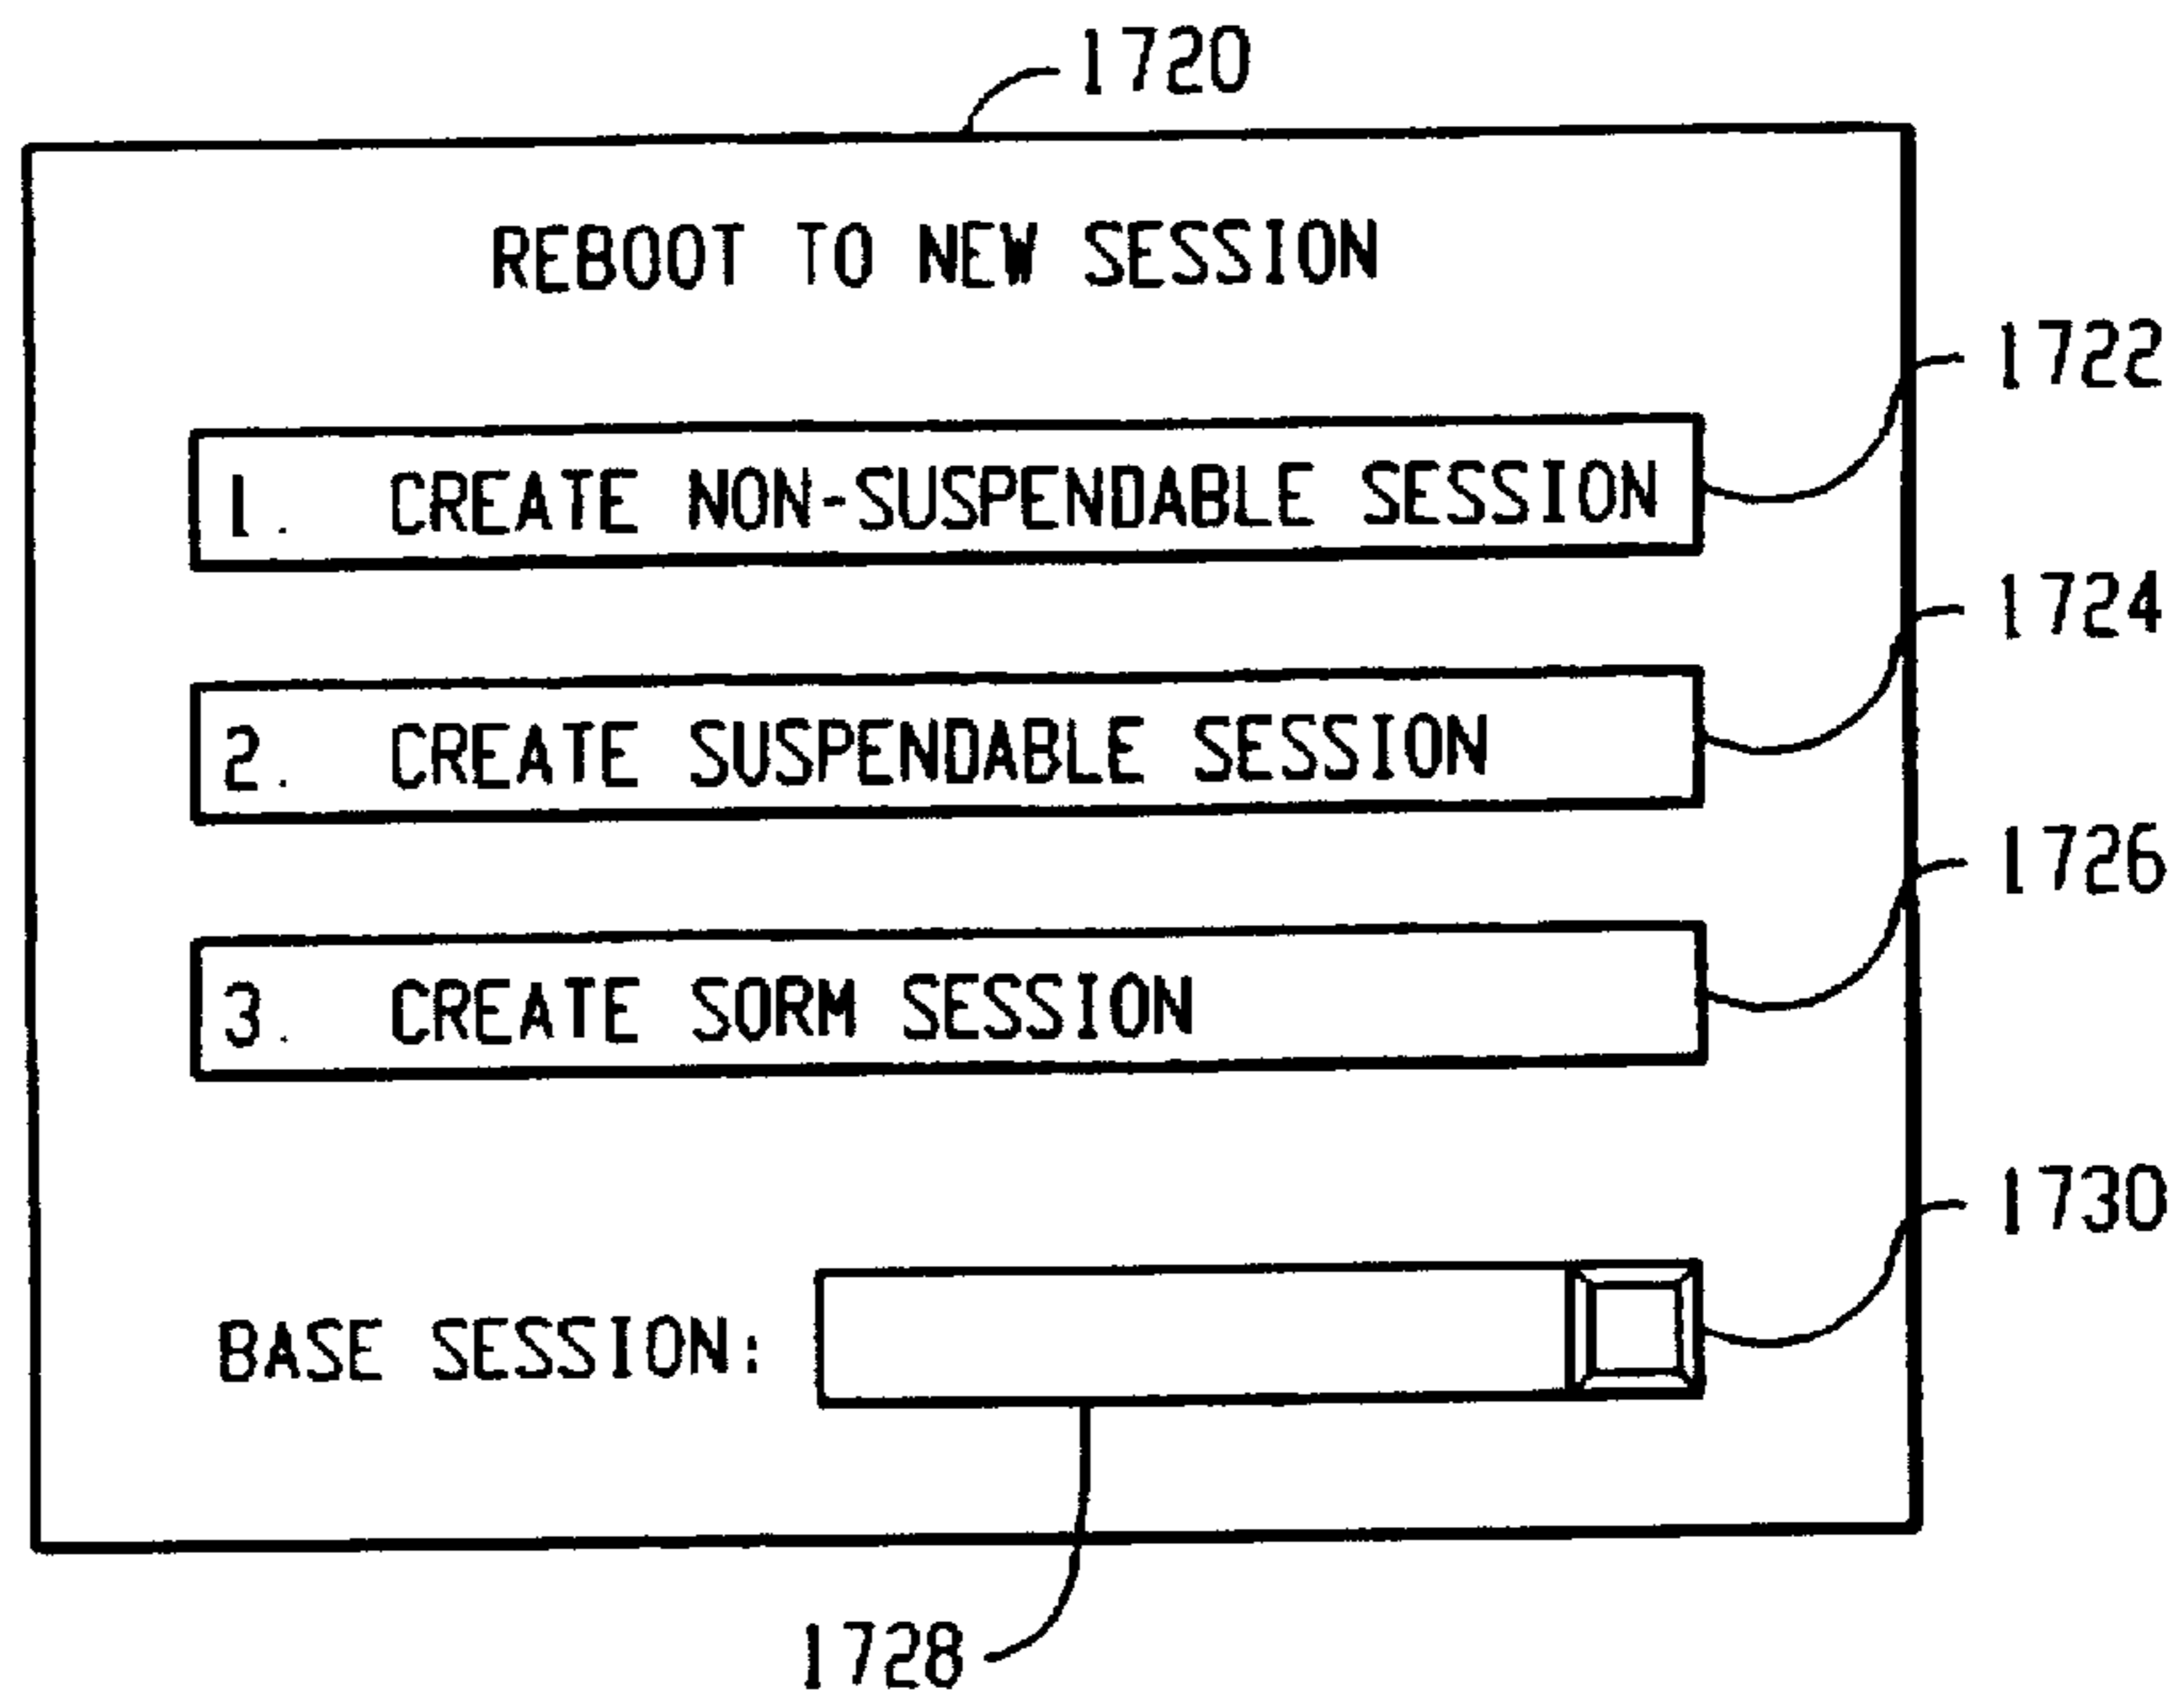 1720
REBOOT TO NEW SESSION
1722
1. CREATE NON-SUSPENDABLE SESSION
1724
2. CREATE SUSPENDABLE SESSION
1726
3. CREATE SORM SESSION
1730
BASE SESSION:
1728